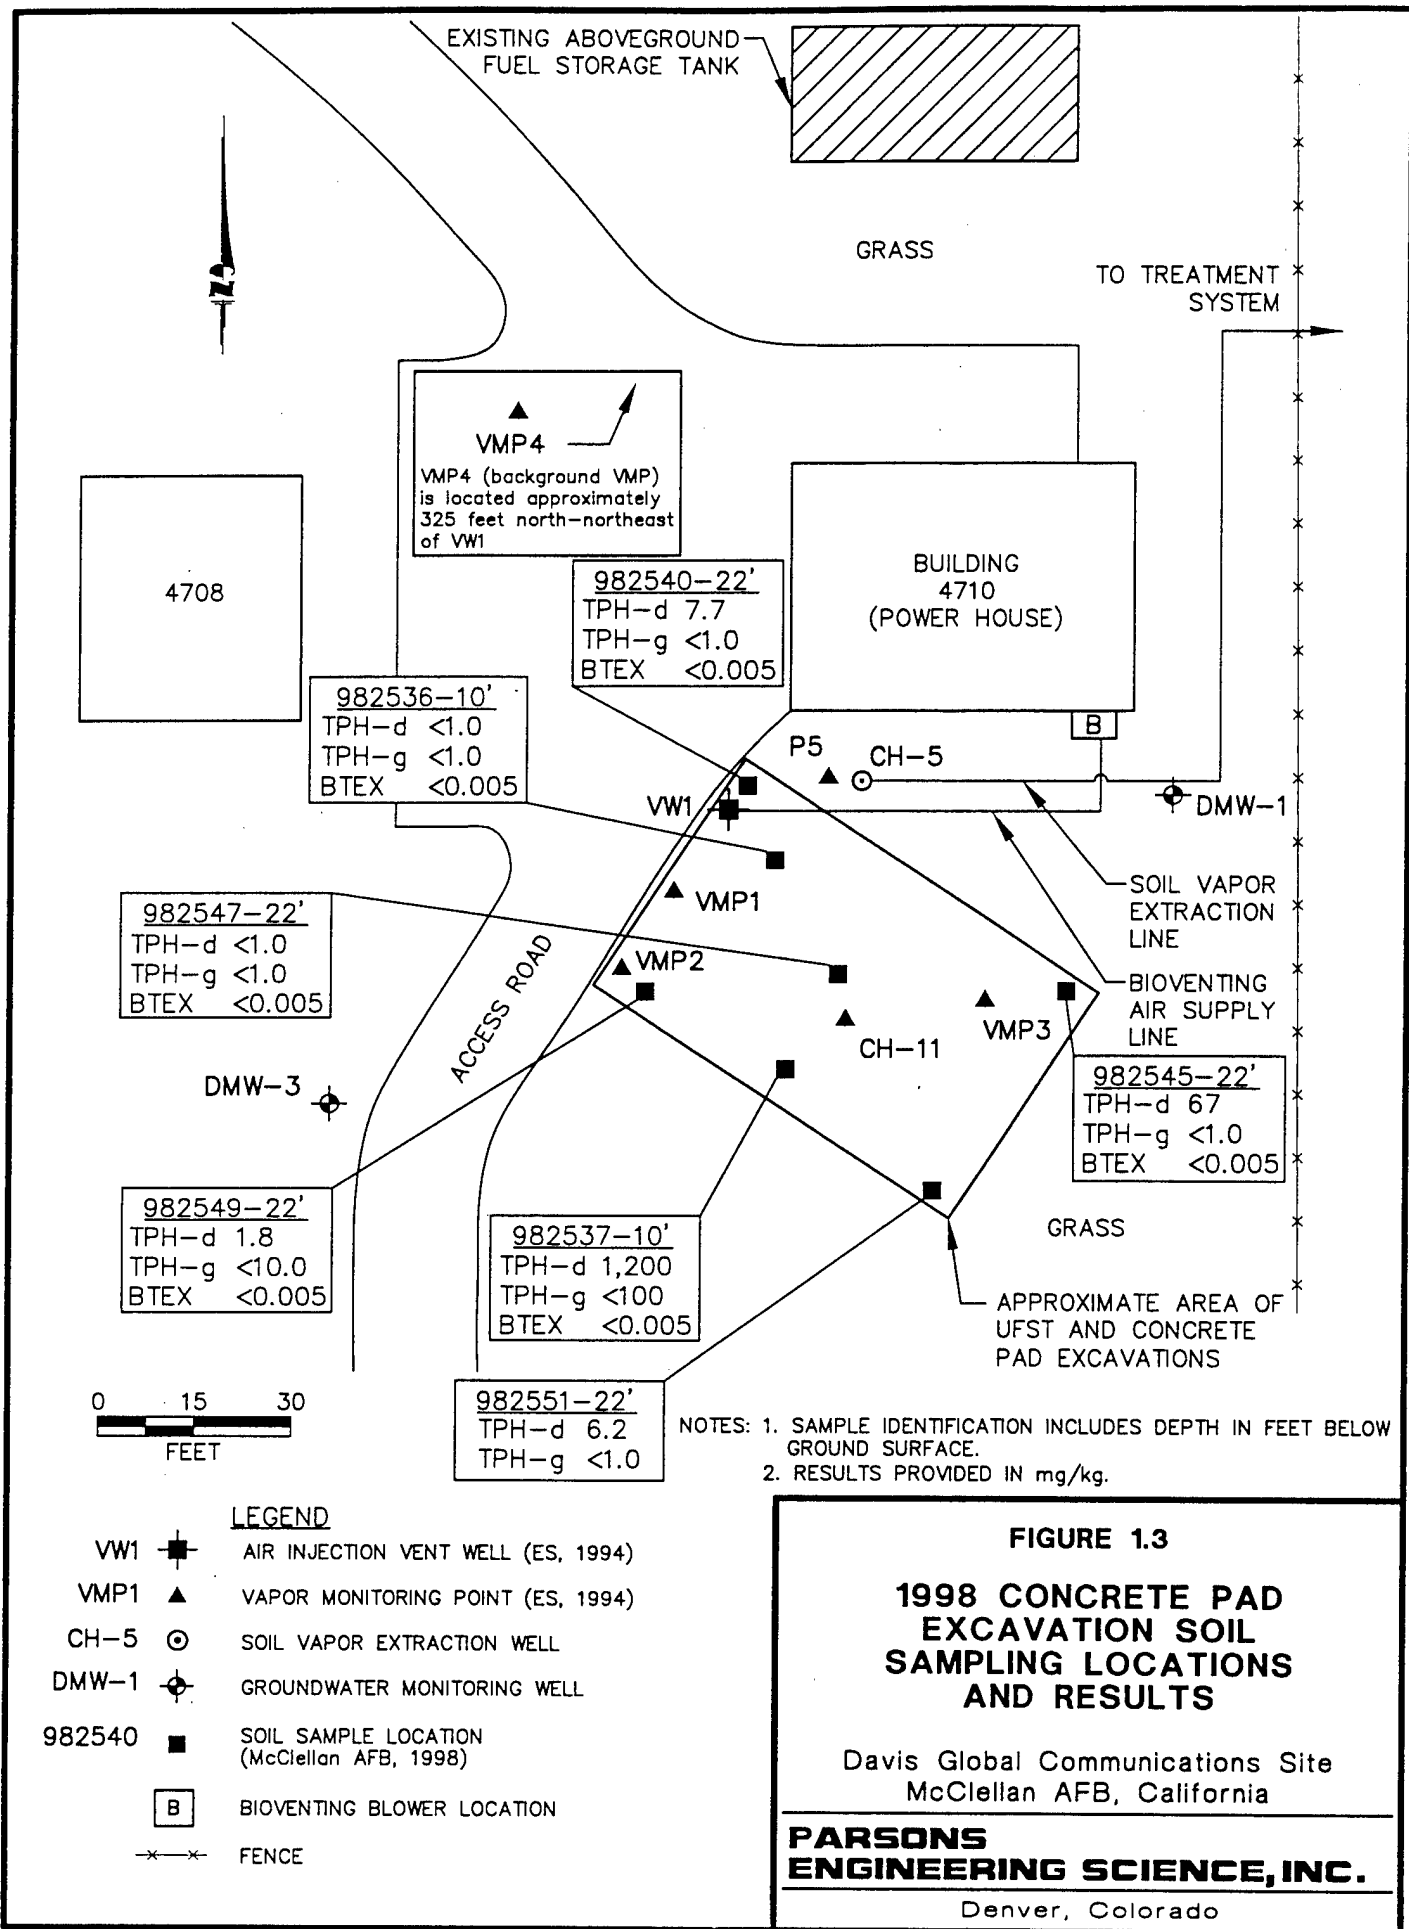 EXISTING ABOVEGROUND
FUEL STORAGE TANK
GRASS
TO TREATMENT
SYSTEM
N
VMP4
VMP4 (background VMP)
is located approximately
325 feet north-northeast
of VW1
4708
BUILDING
4710
(POWER HOUSE)
982540-22'
TPH-d 7.7
TPH-g <1.0
BTEX <0.005
982536-10'
TPH-d <1.0
TPH-g <1.0
BTEX <0.005
B
P5
CH-5
VW1
DMW-1
SOIL VAPOR
EXTRACTION
LINE
VMP1
982547-22'
TPH-d <1.0
TPH-g <1.0
BTEX <0.005
VMP2
ACCESS ROAD
BIOVENTING
AIR SUPPLY
LINE
VMP3
CH-11
DMW-3
982545-22'
TPH-d 67
TPH-g <1.0
BTEX <0.005
982549-22'
TPH-d 1.8
TPH-g <10.0
BTEX <0.005
982537-10'
TPH-d 1,200
TPH-g <100
BTEX <0.005
GRASS
APPROXIMATE AREA OF
UFST AND CONCRETE
PAD EXCAVATIONS
982551-22'
TPH-d 6.2
TPH-g <1.0
0 15 30
FEET
NOTES: 1. SAMPLE IDENTIFICATION INCLUDES DEPTH IN FEET BELOW
GROUND SURFACE.
2. RESULTS PROVIDED IN mg/kg.
LEGEND
VW1 AIR INJECTION VENT WELL (ES, 1994)
VMP1 VAPOR MONITORING POINT (ES, 1994)
CH-5 SOIL VAPOR EXTRACTION WELL
DMW-1 GROUNDWATER MONITORING WELL
982540 SOIL SAMPLE LOCATION
(McClellan AFB, 1998)
B BIOVENTING BLOWER LOCATION
FENCE
FIGURE 1.3
1998 CONCRETE PAD
EXCAVATION SOIL
SAMPLING LOCATIONS
AND RESULTS
Davis Global Communications Site
McClellan AFB, California
PARSONS
ENGINEERING SCIENCE, INC.
Denver, Colorado